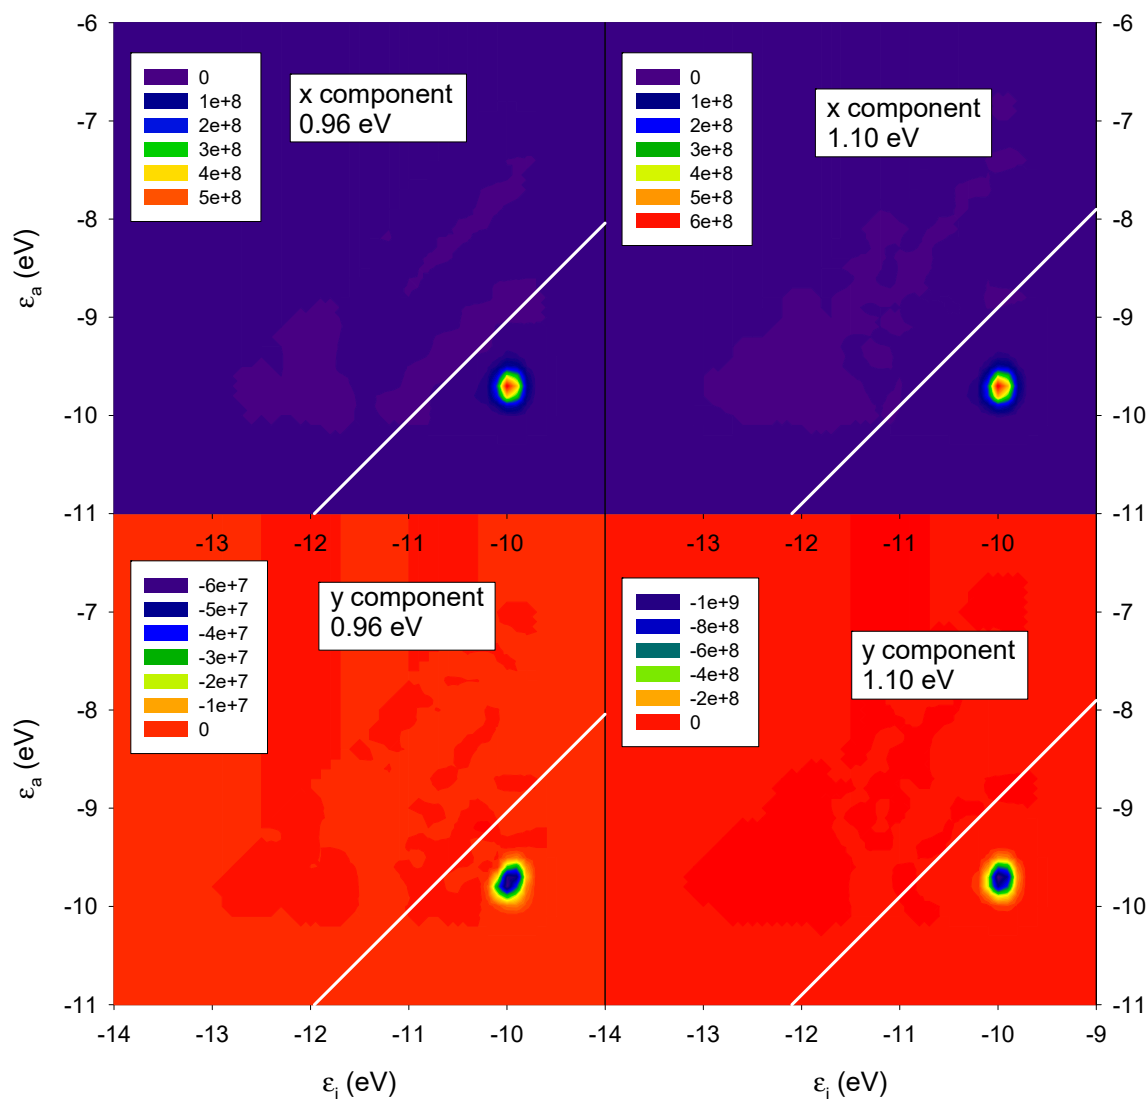 -6
-7
-8
-9
-10
-11
ε_a (eV)
0
1e+8
2e+8
3e+8
4e+8
5e+8
x component
0.96 eV
0
1e+8
2e+8
3e+8
4e+8
5e+8
6e+8
x component
1.10 eV
-6
-7
-8
-9
-10
-11
-13
-12
-11
-10
-13
-12
-11
-10
-7
-8
-9
-10
-11
ε_a (eV)
-6e+7
-5e+7
-4e+7
-3e+7
-2e+7
-1e+7
0
y component
0.96 eV
-1e+9
-8e+8
-6e+8
-4e+8
-2e+8
0
y component
1.10 eV
-7
-8
-9
-10
-11
-14
-13
-12
-11
-10
-14
-13
-12
-11
-10
-9
ε_i (eV)
ε_i (eV)